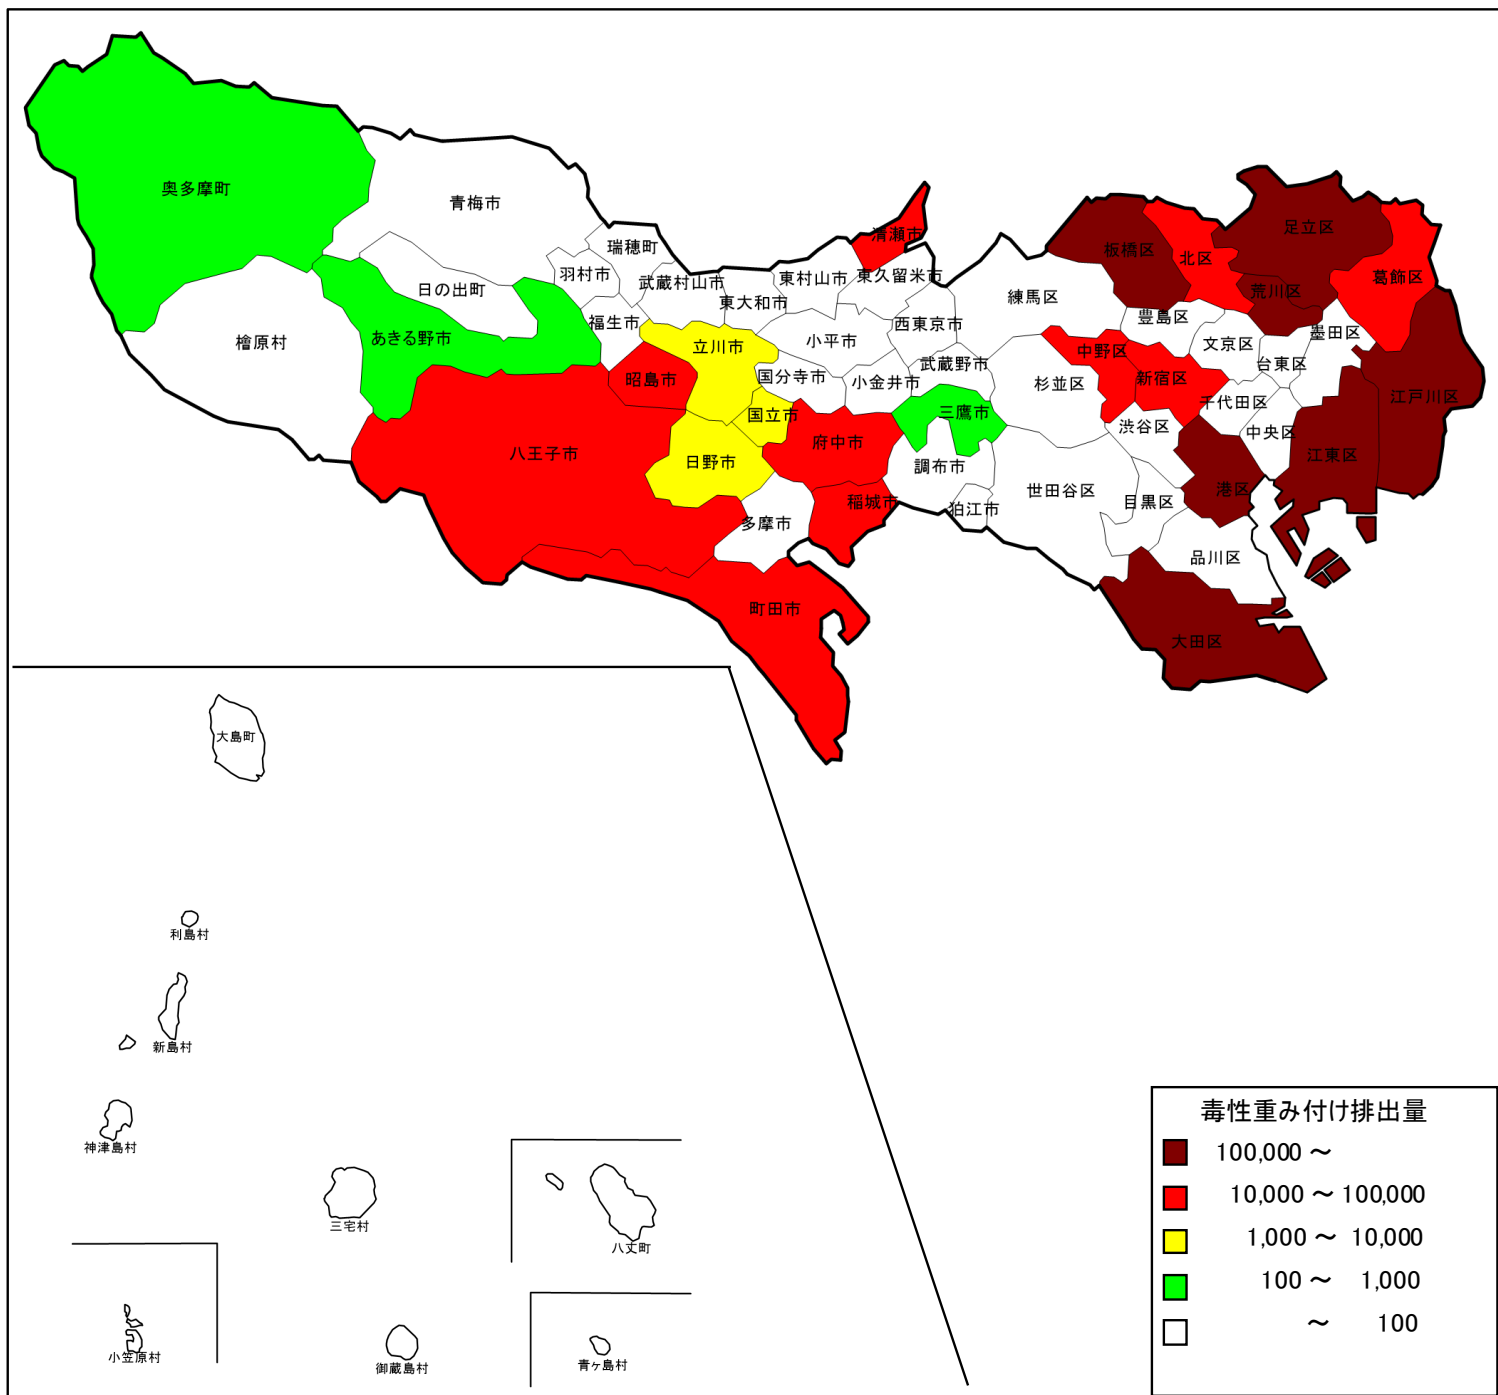 奥多摩町
青梅市
瑞穂町
羽村市
日の出町
武蔵村山市
東大和市
東村山市
清瀬市
東久留米市
檜原村
あきる野市
福生市
立川市
小平市
西東京市
昭島市
国分寺市
小金井市
武蔵野市
国立市
三鷹市
八王子市
日野市
府中市
調布市
稲城市
狛江市
多摩市
町田市
練馬区
板橋区
北区
足立区
葛飾区
荒川区
豊島区
文京区
台東区
墨田区
中野区
新宿区
杉並区
千代田区
渋谷区
中央区
江戸川区
江東区
港区
世田谷区
目黒区
品川区
大田区
大島町
利島村
新島村
神津島村
三宅村
八丈町
小笠原村
御蔵島村
青ヶ島村
毒性重み付け排出量
100,000 ～
10,000 ～ 100,000
1,000 ～ 10,000
100 ～ 1,000
～ 100